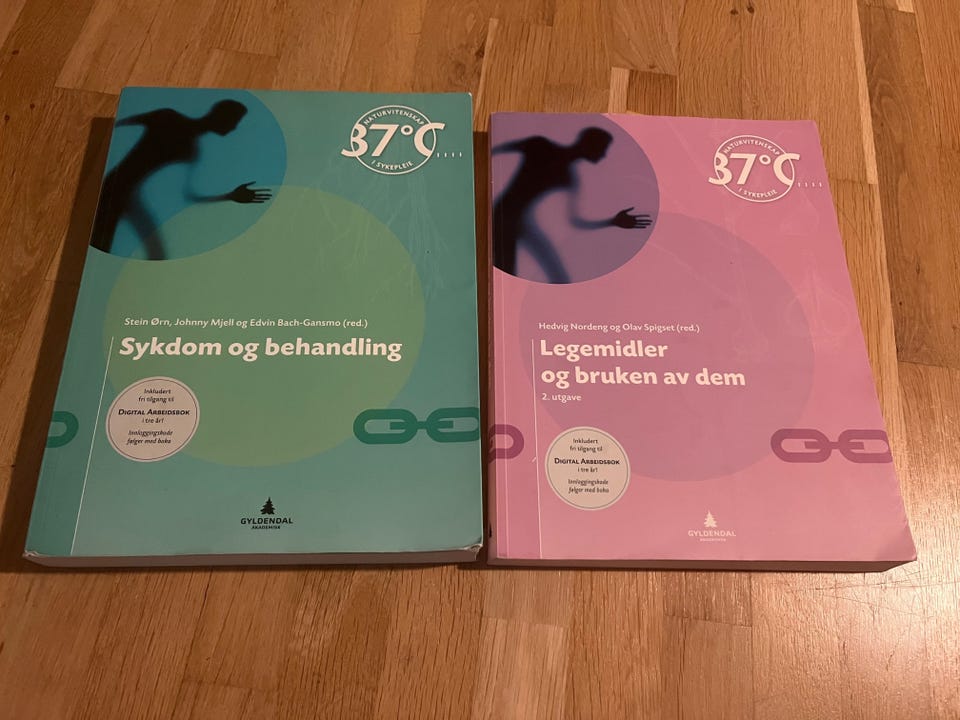 NATURVITENSKAP
37°C
I SYKEPLEIE
Stein Ørn, Johnny Mjell og Edvin Bach-Gansmo (red.)
Sykdom og behandling
Inkludert
fri tilgang til
DIGITAL ARBEIDSBOK
i tre år!
Innloggingskode
følger med boka
GYLDENDAL
AKADEMISK
NATURVITENSKAP
37°C
I SYKEPLEIE
Hedvig Nordeng og Olav Spigset (red.)
Legemidler
og bruken av dem
2. utgave
Inkludert
fri tilgang til
DIGITAL ARBEIDSBOK
i tre år!
Innloggingskode
følger med boka
GYLDENDAL
AKADEMISK